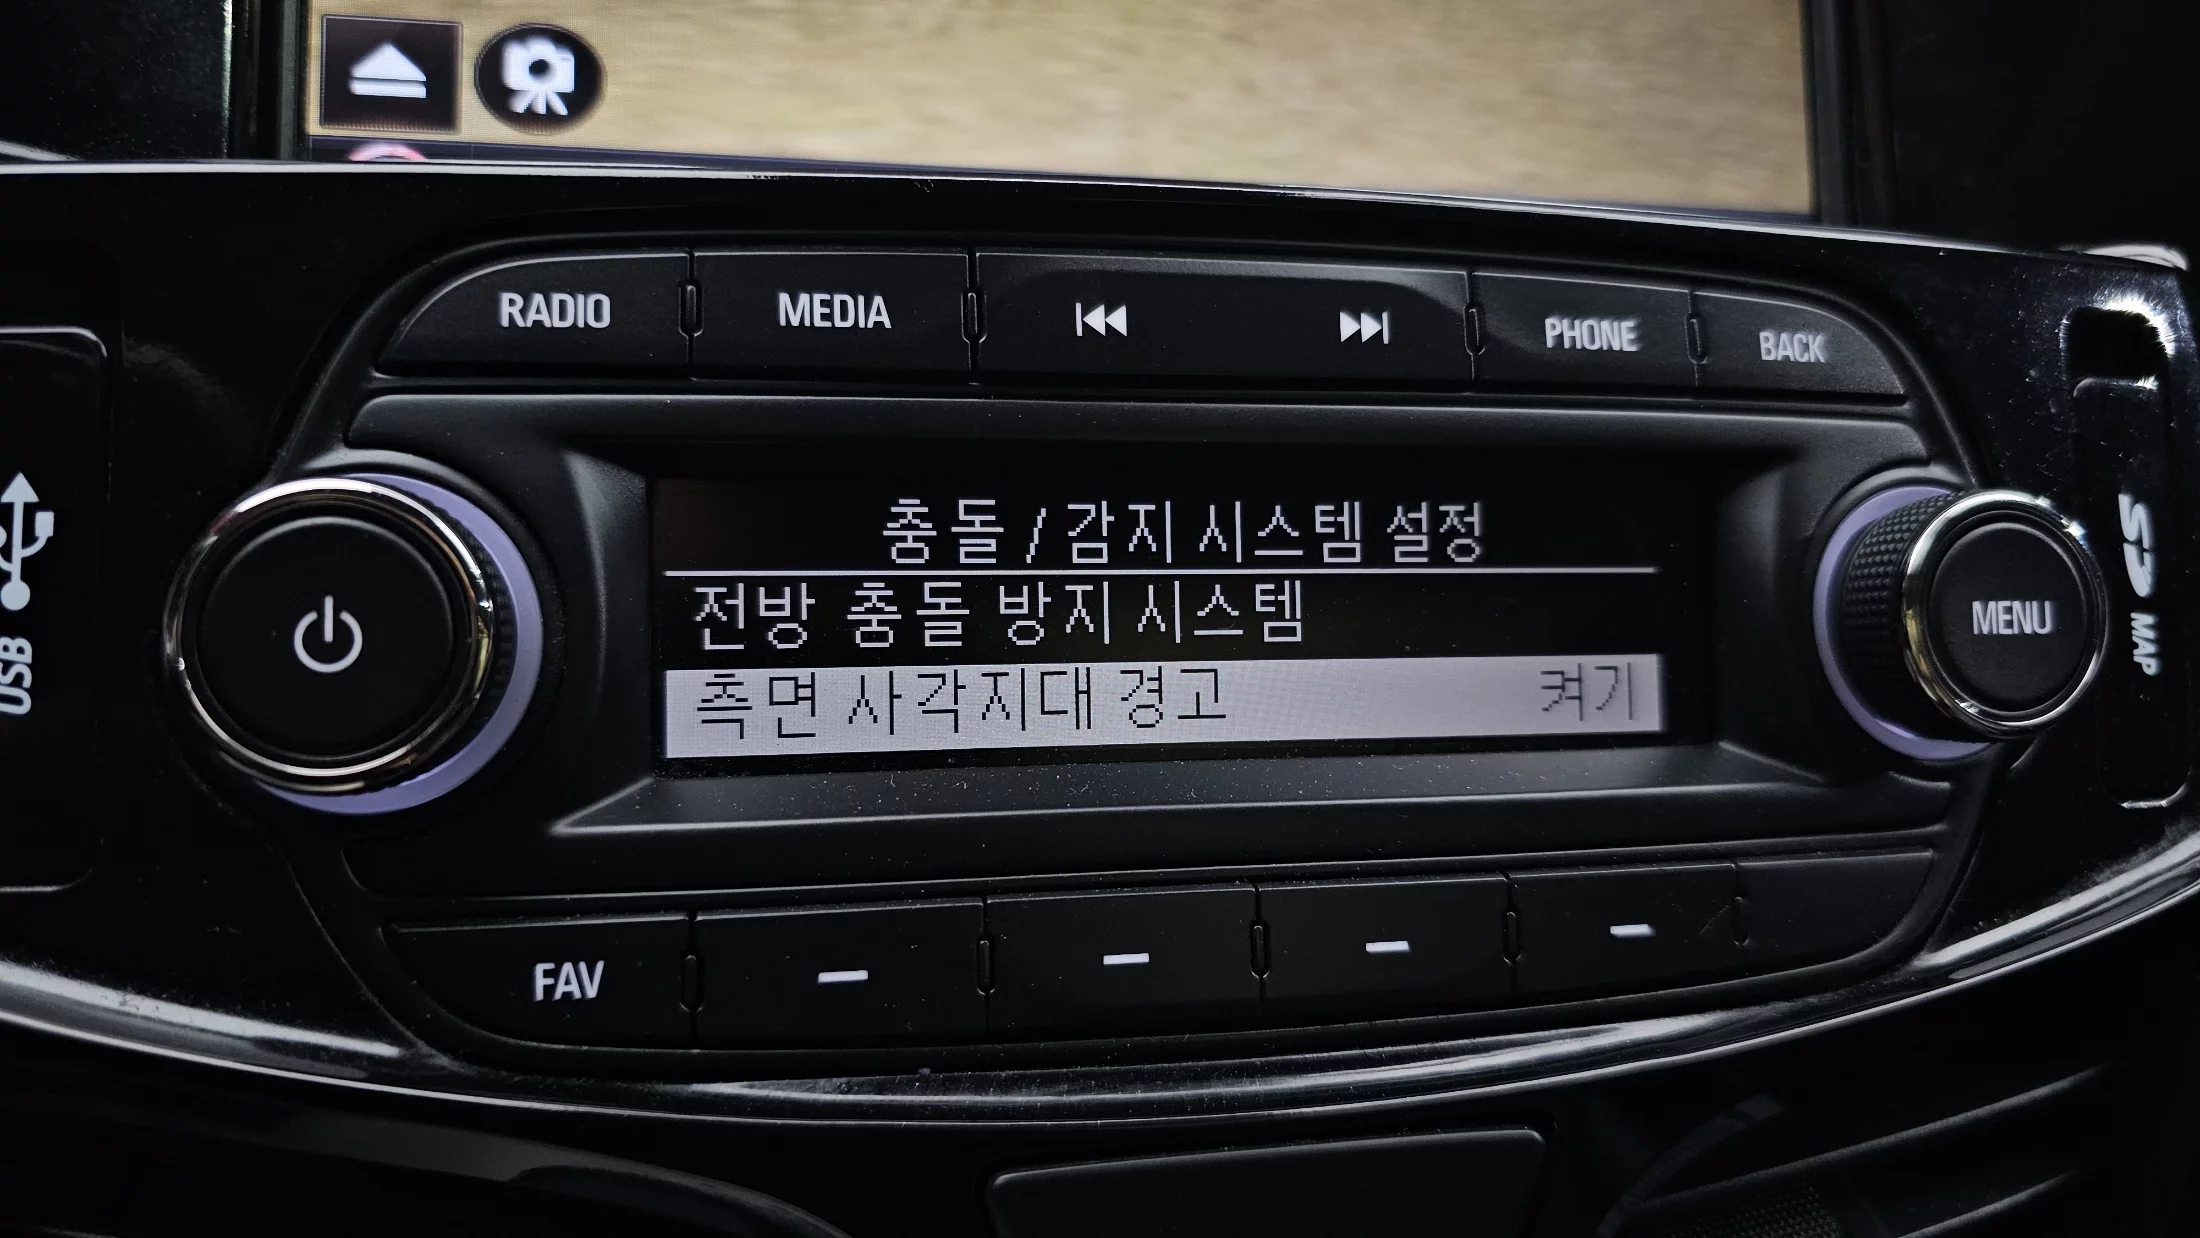 RADIO
MEDIA
PHONE
BACK
충돌/감지시스템 설정
전방 충돌 방지 시스템
측면 사각지대 경고 켜기
MENU
USB
SD MAP
FAV